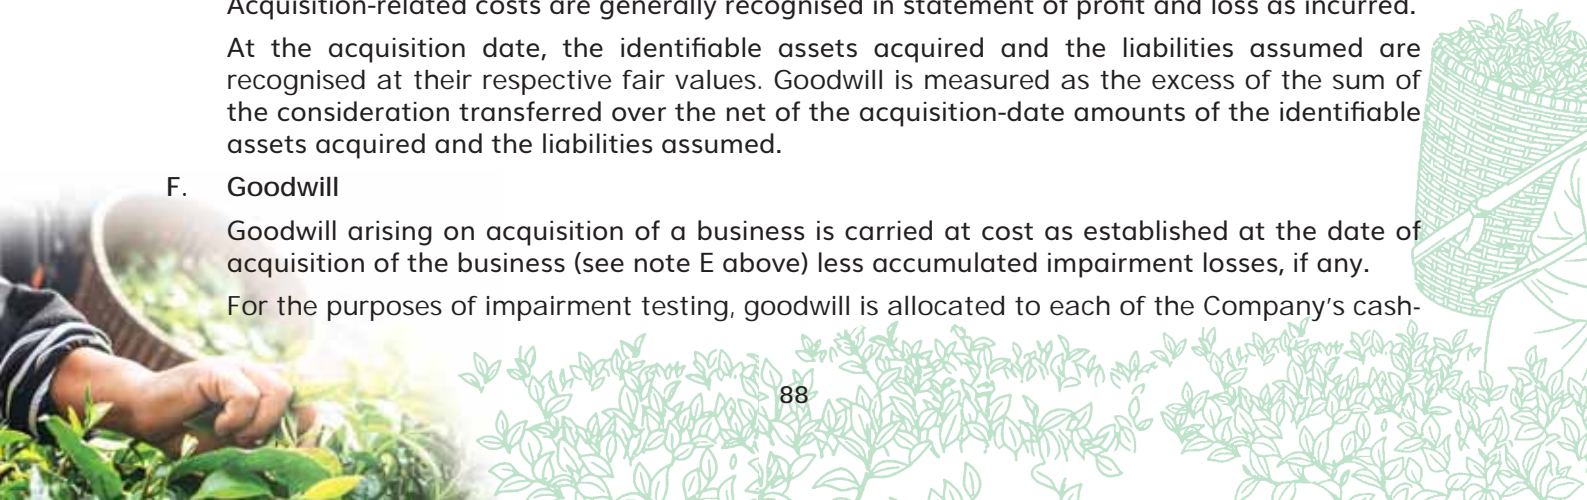 Acquisition-related costs are generally recognised in statement of profit and loss as incurred.
At the acquisition date, the identifiable assets acquired and the liabilities assumed are
recognised at their respective fair values. Goodwill is measured as the excess of the sum of
the consideration transferred over the net of the acquisition-date amounts of the identifiable
assets acquired and the liabilities assumed.
F. Goodwill
Goodwill arising on acquisition of a business is carried at cost as established at the date of
acquisition of the business (see note E above) less accumulated impairment losses, if any.
For the purposes of impairment testing, goodwill is allocated to each of the Company’s cash-
88